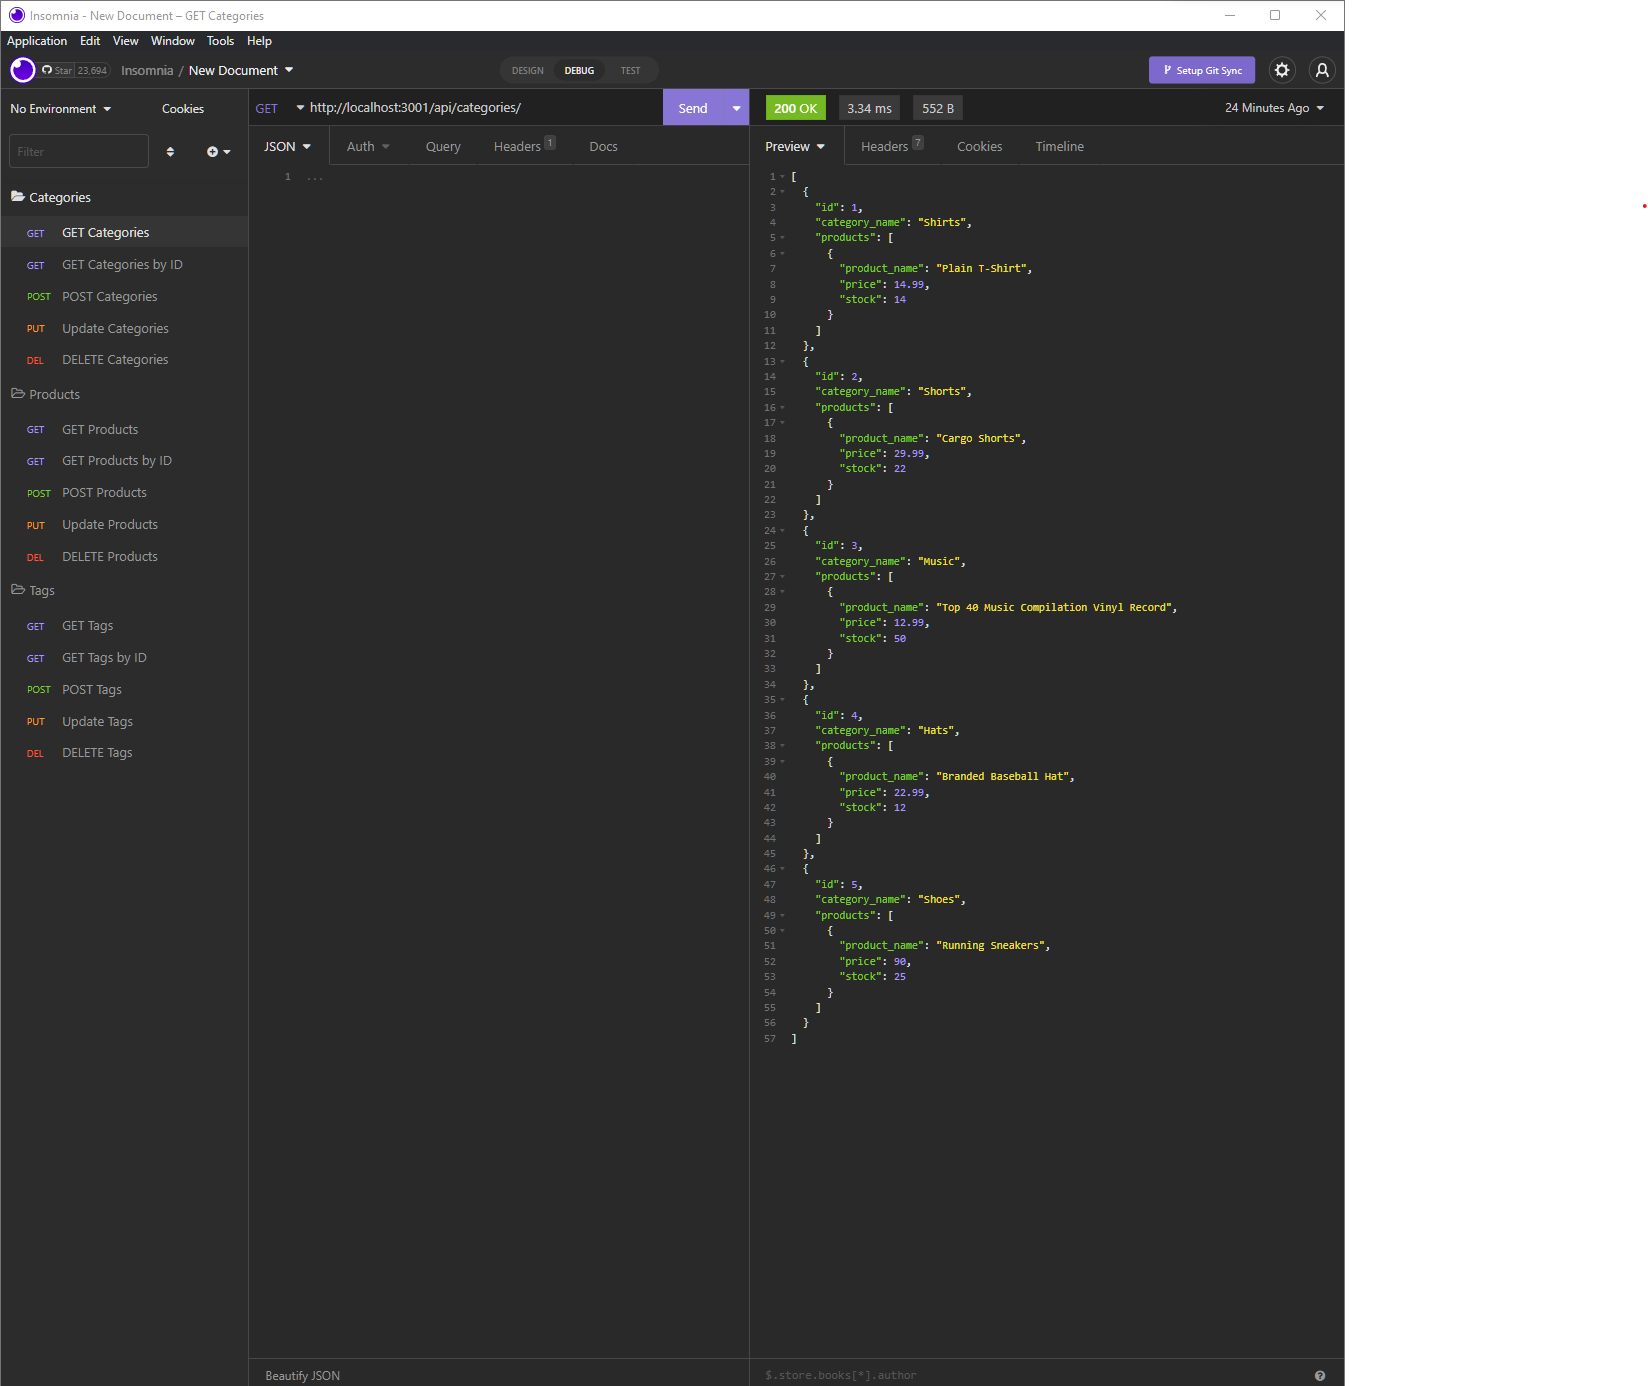 Insomnia - New Document – GET Categories
Application Edit View Window Tools Help
Star 23,694 Insomnia / New Document DESIGN DEBUG TEST Setup Git Sync
No Environment Cookies
Filter
Categories
GET GET Categories
GET GET Categories by ID
POST POST Categories
PUT Update Categories
DEL DELETE Categories
Products
GET GET Products
GET GET Products by ID
POST POST Products
PUT Update Products
DEL DELETE Products
Tags
GET GET Tags
GET GET Tags by ID
POST POST Tags
PUT Update Tags
DEL DELETE Tags
GET http://localhost:3001/api/categories/ Send
JSON Auth Query Headers 1 Docs
1 ...
Beautify JSON
200 OK 3.34 ms 552 B 24 Minutes Ago
Preview Headers 7 Cookies Timeline
1 [
2 {
3 "id": 1,
4 "category_name": "Shirts",
5 "products": [
6 {
7 "product_name": "Plain T-Shirt",
8 "price": 14.99,
9 "stock": 14
10 }
11 ]
12 },
13 {
14 "id": 2,
15 "category_name": "Shorts",
16 "products": [
17 {
18 "product_name": "Cargo Shorts",
19 "price": 29.99,
20 "stock": 22
21 }
22 ]
23 },
24 {
25 "id": 3,
26 "category_name": "Music",
27 "products": [
28 {
29 "product_name": "Top 40 Music Compilation Vinyl Record",
30 "price": 12.99,
31 "stock": 50
32 }
33 ]
34 },
35 {
36 "id": 4,
37 "category_name": "Hats",
38 "products": [
39 {
40 "product_name": "Branded Baseball Hat",
41 "price": 22.99,
42 "stock": 12
43 }
44 ]
45 },
46 {
47 "id": 5,
48 "category_name": "Shoes",
49 "products": [
50 {
51 "product_name": "Running Sneakers",
52 "price": 90,
53 "stock": 25
54 }
55 ]
56 }
57 ]
$.store.books[*].author